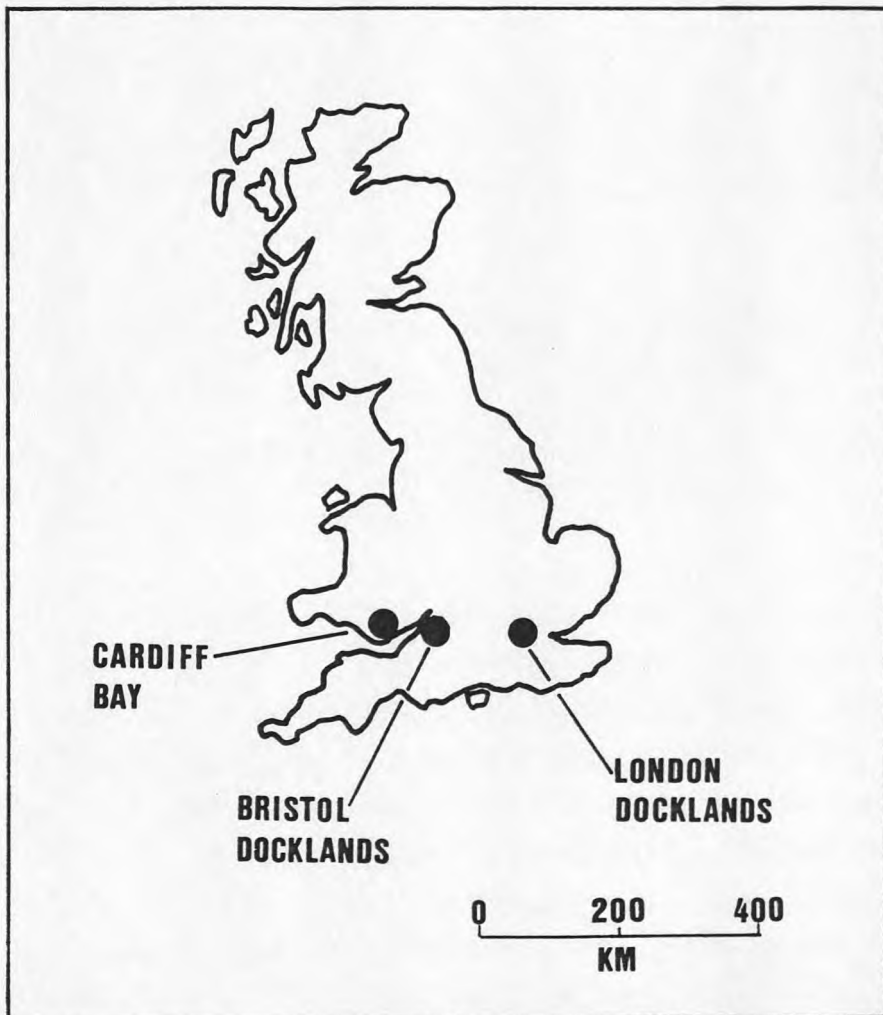 CARDIFF
BAY
BRISTOL
DOCKLANDS
LONDON
DOCKLANDS
0 200 400
KM